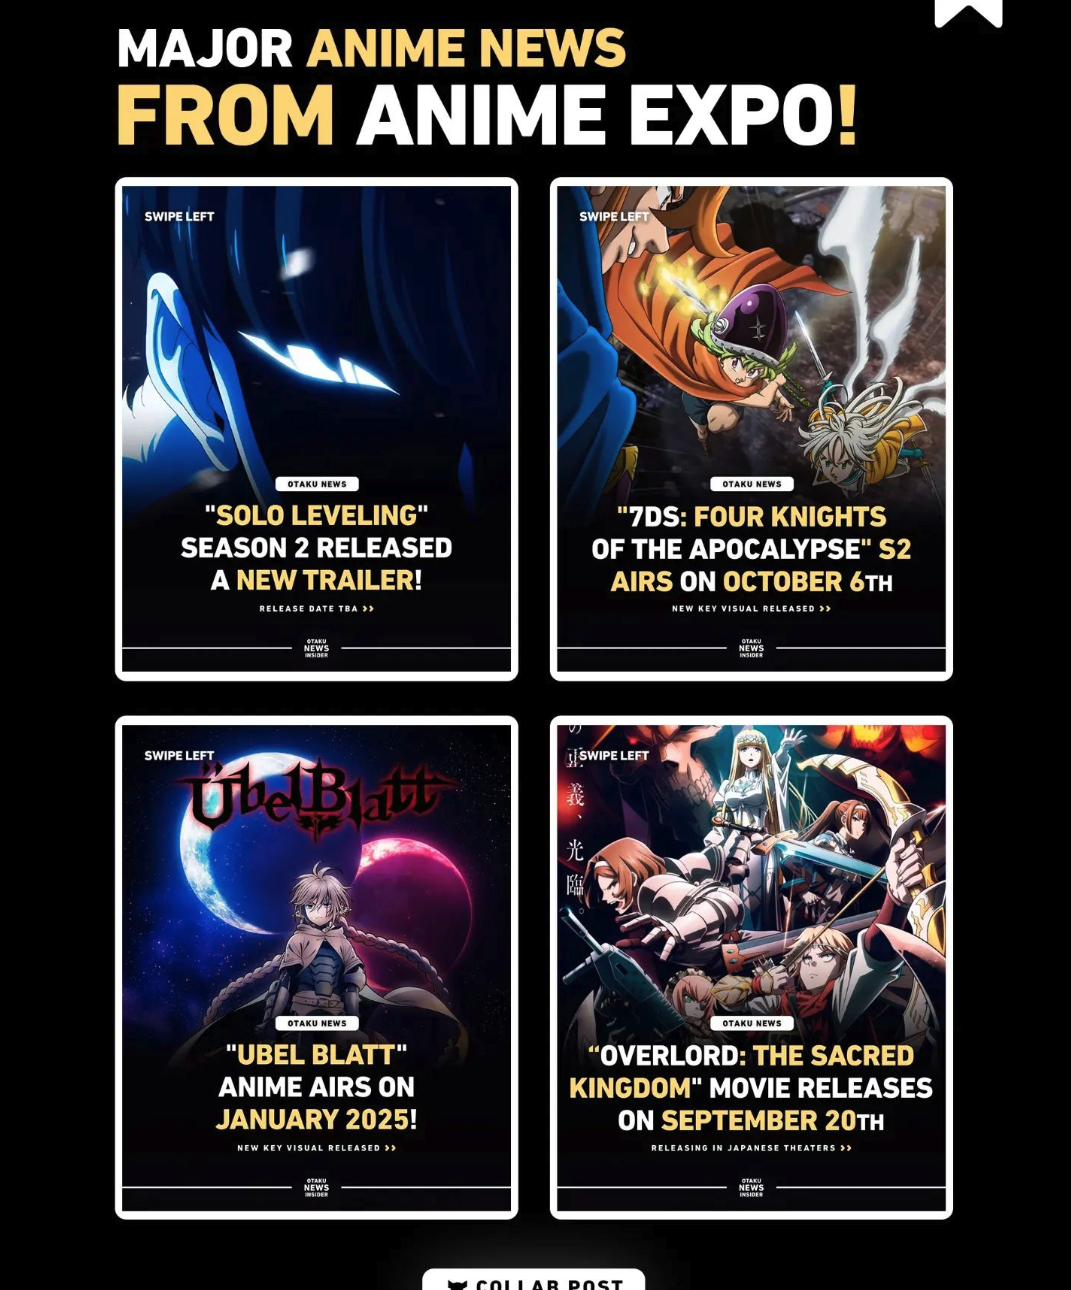 MAJOR ANIME NEWS
FROM ANIME EXPO!
SWIPE LEFT
OTAKU NEWS
"SOLO LEVELING"
SEASON 2 RELEASED
A NEW TRAILER!
RELEASE DATE TBA >>
OTAKU
NEWS
INSIDER
SWIPE LEFT
OTAKU NEWS
"7DS: FOUR KNIGHTS
OF THE APOCALYPSE" S2
AIRS ON OCTOBER 6TH
NEW KEY VISUAL RELEASED >>
OTAKU
NEWS
INSIDER
SWIPE LEFT
ÜbelBlatt
OTAKU NEWS
"UBEL BLATT"
ANIME AIRS ON
JANUARY 2025!
NEW KEY VISUAL RELEASED >>
OTAKU
NEWS
INSIDER
SWIPE LEFT
の正義、光臨。
OTAKU NEWS
“OVERLORD: THE SACRED
KINGDOM" MOVIE RELEASES
ON SEPTEMBER 20TH
RELEASING IN JAPANESE THEATERS >>
OTAKU
NEWS
INSIDER
COLLAB POST